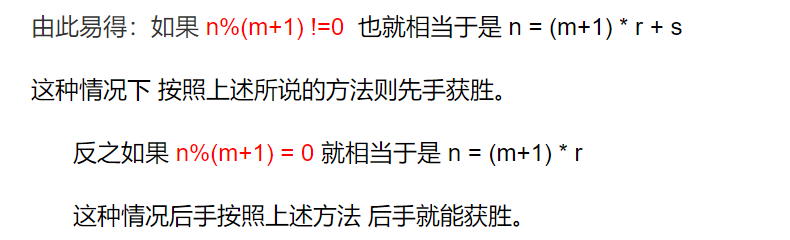 由此易得：如果 n%(m+1) !=0 也就相当于是 n = (m+1) * r + s
这种情况下 按照上述所说的方法则先手获胜。
反之如果 n%(m+1) = 0 就相当于是 n = (m+1) * r
这种情况后手按照上述方法 后手就能获胜。